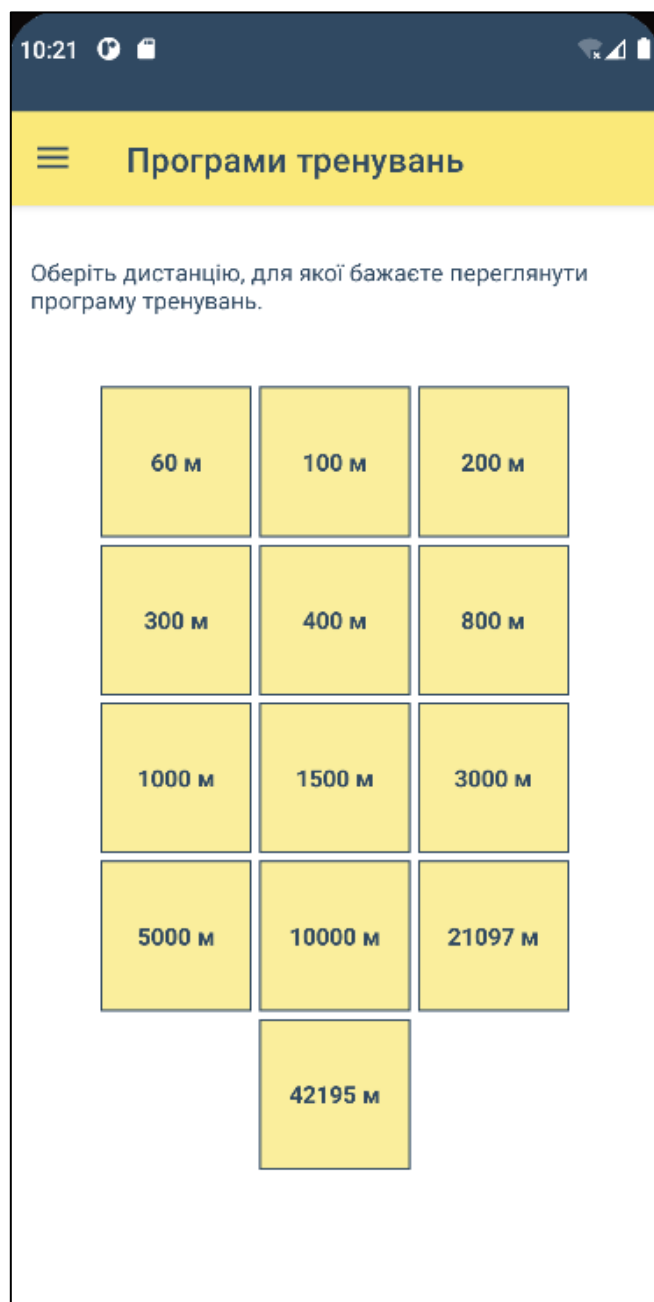 10:21
Програми тренувань
Оберіть дистанцію, для якої бажаєте переглянути
програму тренувань.
60 м 100 м 200 м
300 м 400 м 800 м
1000 м 1500 м 3000 м
5000 м 10000 м 21097 м
42195 м